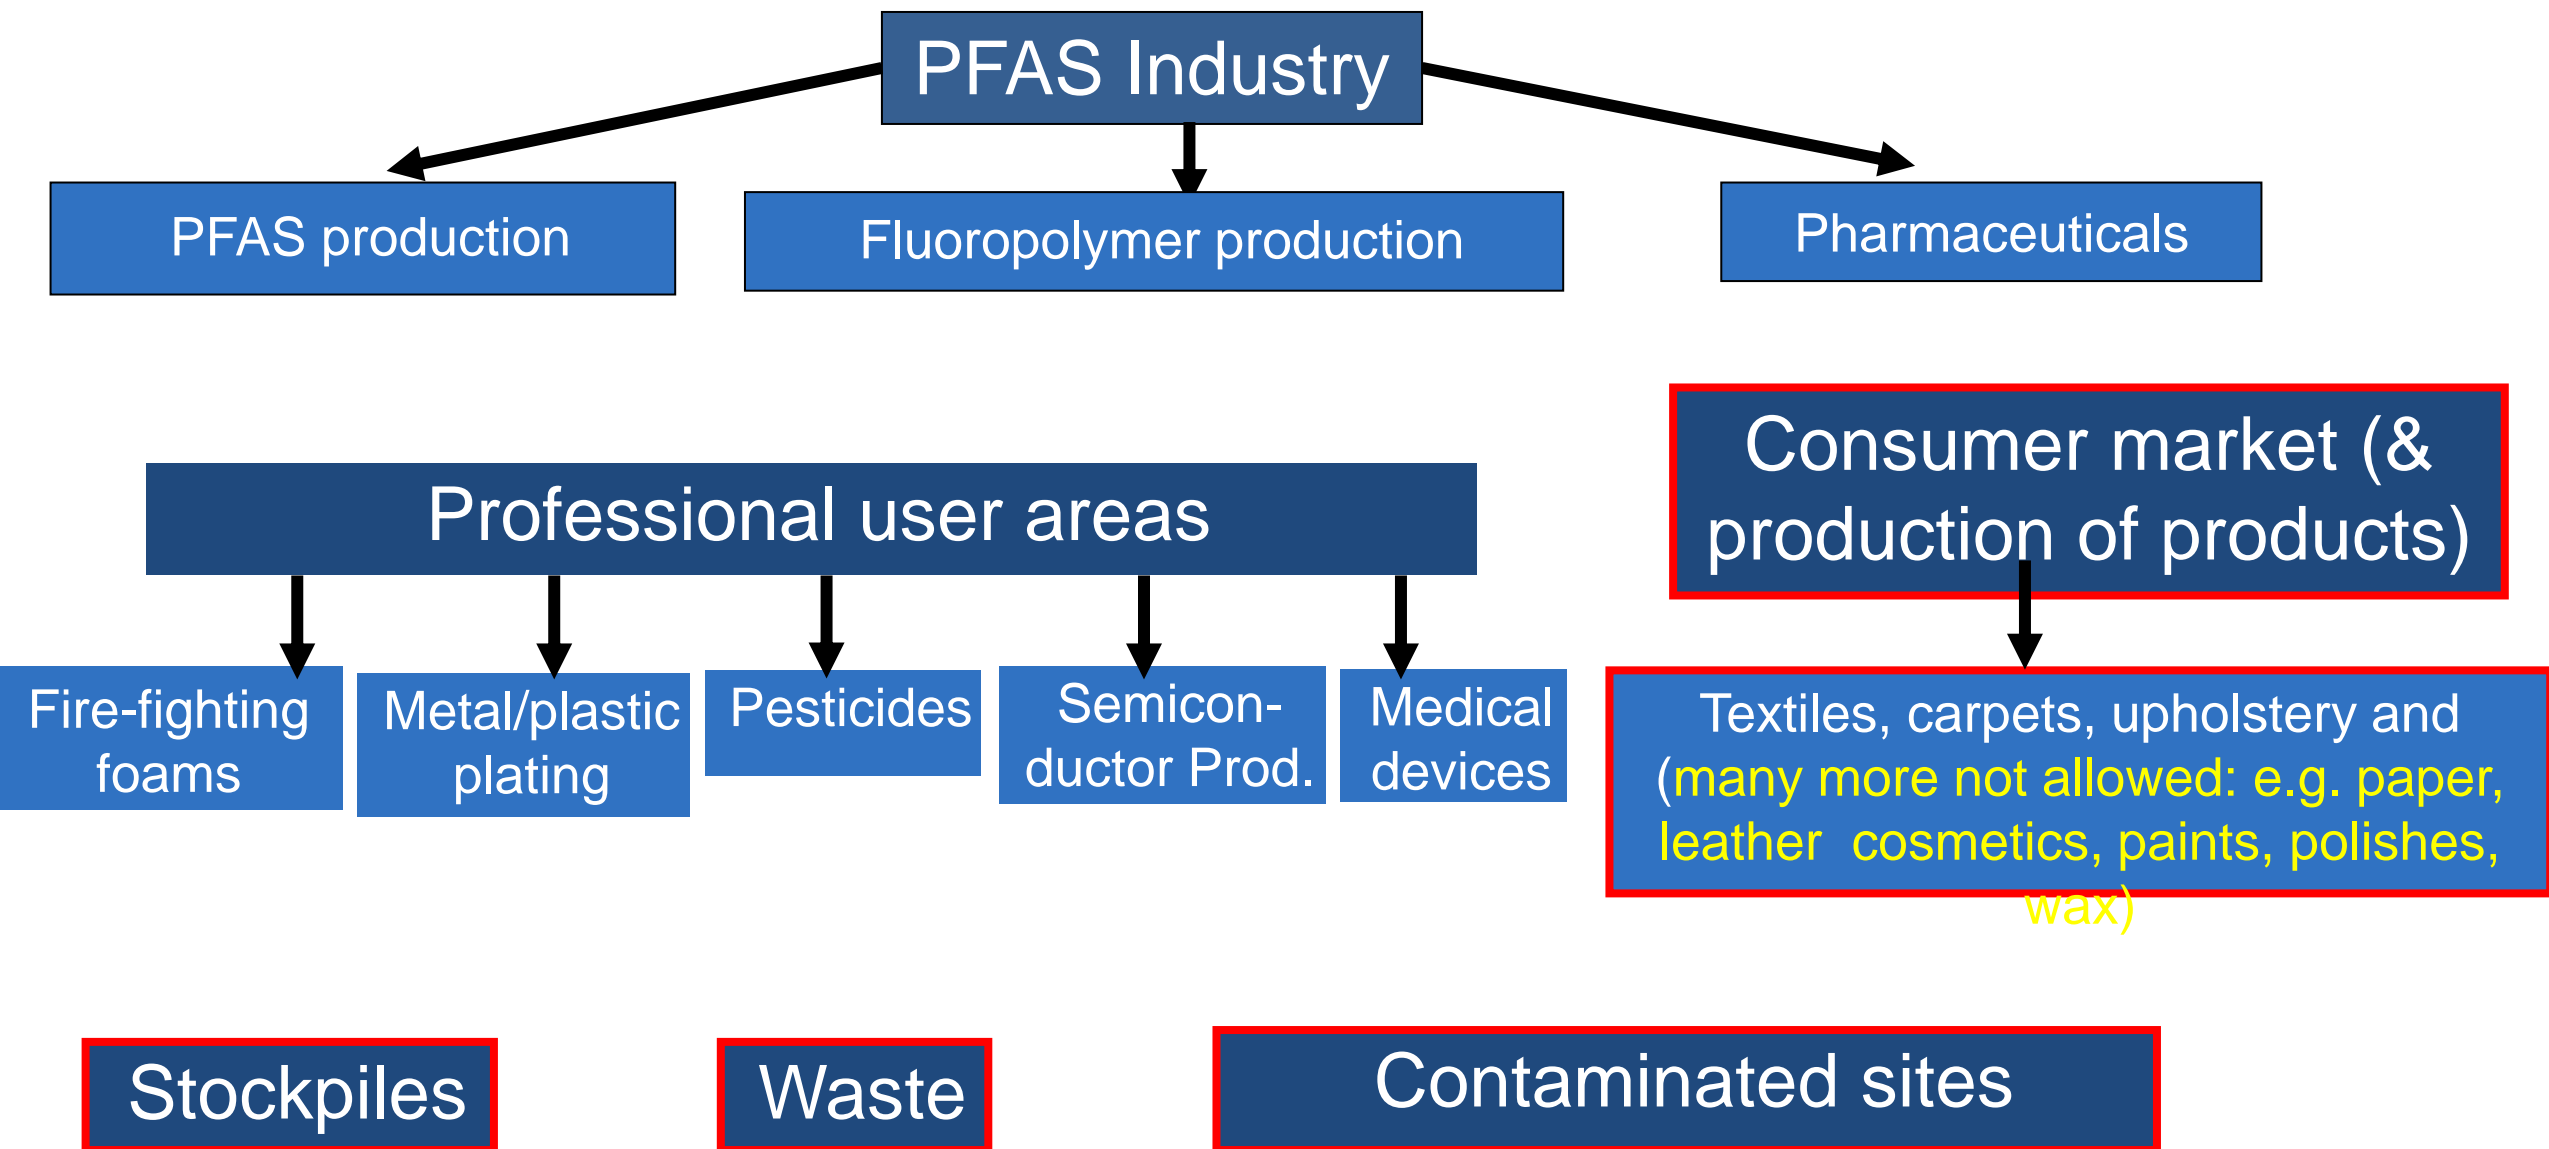 PFAS Industry
PFAS production
Fluoropolymer production
Pharmaceuticals
Professional user areas
Consumer market (&
production of products)
Fire-fighting
foams
Metal/plastic
plating
Pesticides
Semicon-
ductor Prod.
Medical
devices
Textiles, carpets, upholstery and
(many more not allowed: e.g. paper,
leather  cosmetics, paints, polishes,
wax)
Stockpiles
Waste
Contaminated sites